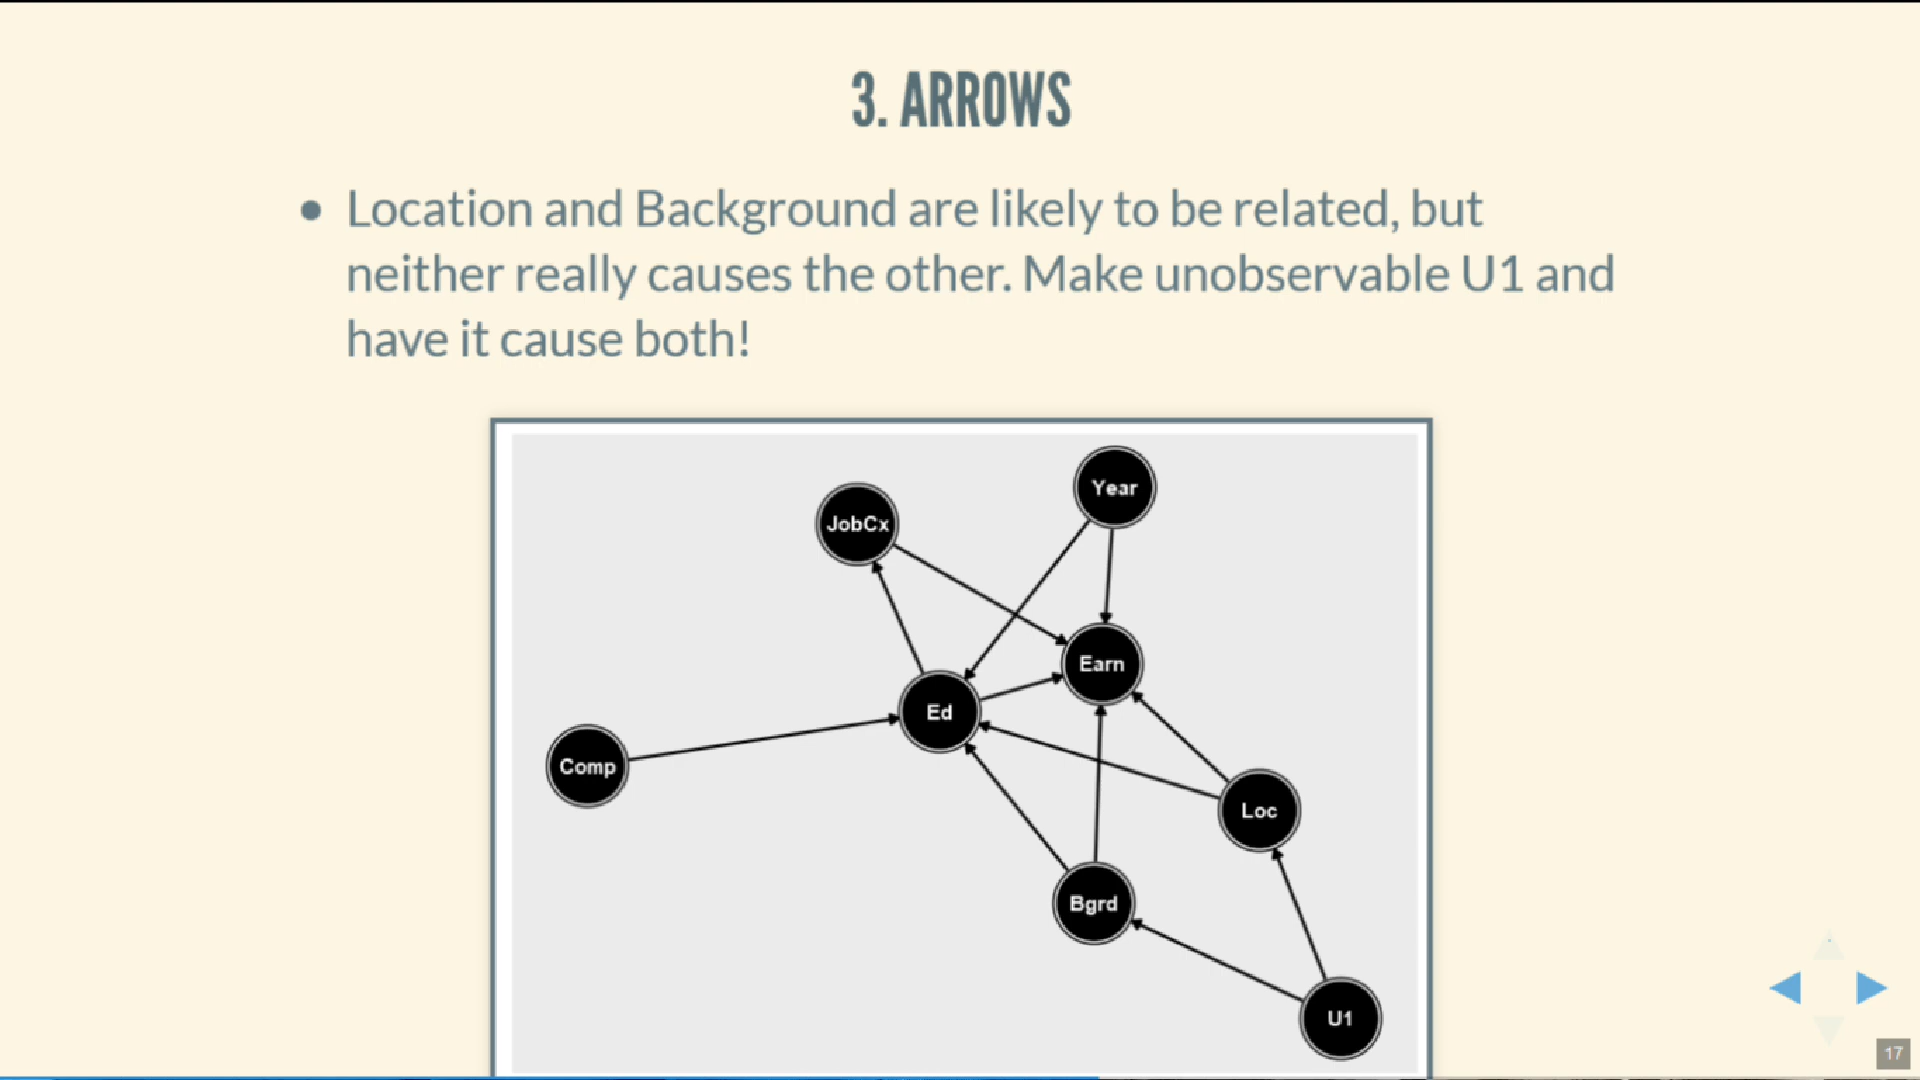 3. ARROWS
Location and Background are likely to be related, but
neither really causes the other. Make unobservable U1 and
have it cause both!
Year
JobCx
Earn
Ed
Comp
Loc
Bgrd
U1
17